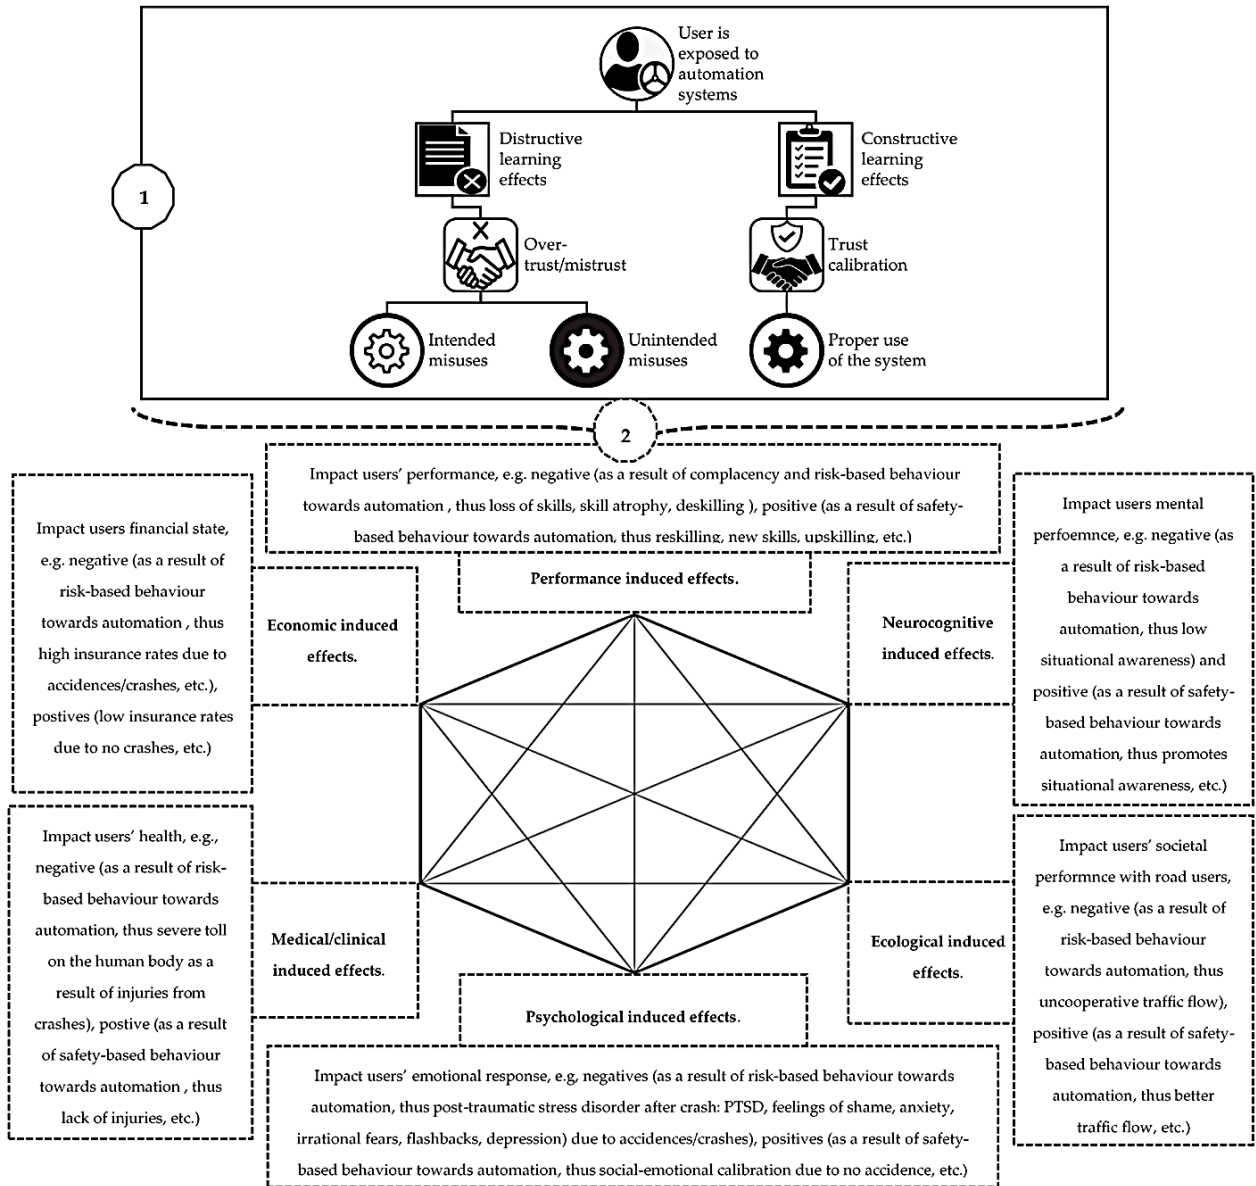 User is
exposed to
automation
systems
Distructive
learning
effects
Constructive
learning
effects
1
Over-
trust/mistrust
Trust
calibration
Intended
misuses
Unintended
misuses
Proper use
of the system
2
Impact users' performance, e.g. negative (as a result of complacency and risk-based behaviour
towards automation , thus loss of skills, skill atrophy, deskilling ), positive (as a result of safety-
based behaviour towards automation, thus reskilling, new skills, upskilling, etc.)
Performance induced effects.
Impact users financial state,
e.g. negative (as a result of
risk-based behaviour
towards automation , thus
high insurance rates due to
accidences/crashes, etc.),
postives (low insurance rates
due to no crashes, etc.)
Economic induced
effects.
Neurocognitive
induced effects.
Impact users mental
perfoemnce, e.g. negative (as
a result of risk-based
behaviour towards
automation, thus low
situational awareness) and
positive (as a result of safety-
based behaviour towards
automation, thus promotes
situational awareness, etc.)
Impact users' health, e.g.,
negative (as a result of risk-
based behaviour towards
automation, thus severe toll
on the human body as a
result of injuries from
crashes), postive (as a result
of safety-based behaviour
towards automation , thus
lack of injuries, etc.)
Medical/clinical
induced effects.
Ecological induced
effects.
Impact users' societal
performnce with road users,
e.g. negative (as a result of
risk-based behaviour
towards automation, thus
uncooperative traffic flow),
positive (as a result of safety-
based behaviour towards
automation, thus better
traffic flow, etc.)
Psychological induced effects.
Impact users' emotional response, e.g, negatives (as a result of risk-based behaviour towards
automation, thus post-traumatic stress disorder after crash: PTSD, feelings of shame, anxiety,
irrational fears, flashbacks, depression) due to accidences/crashes), positives (as a result of safety-
based behaviour towards automation, thus social-emotional calibration due to no accidence, etc.)